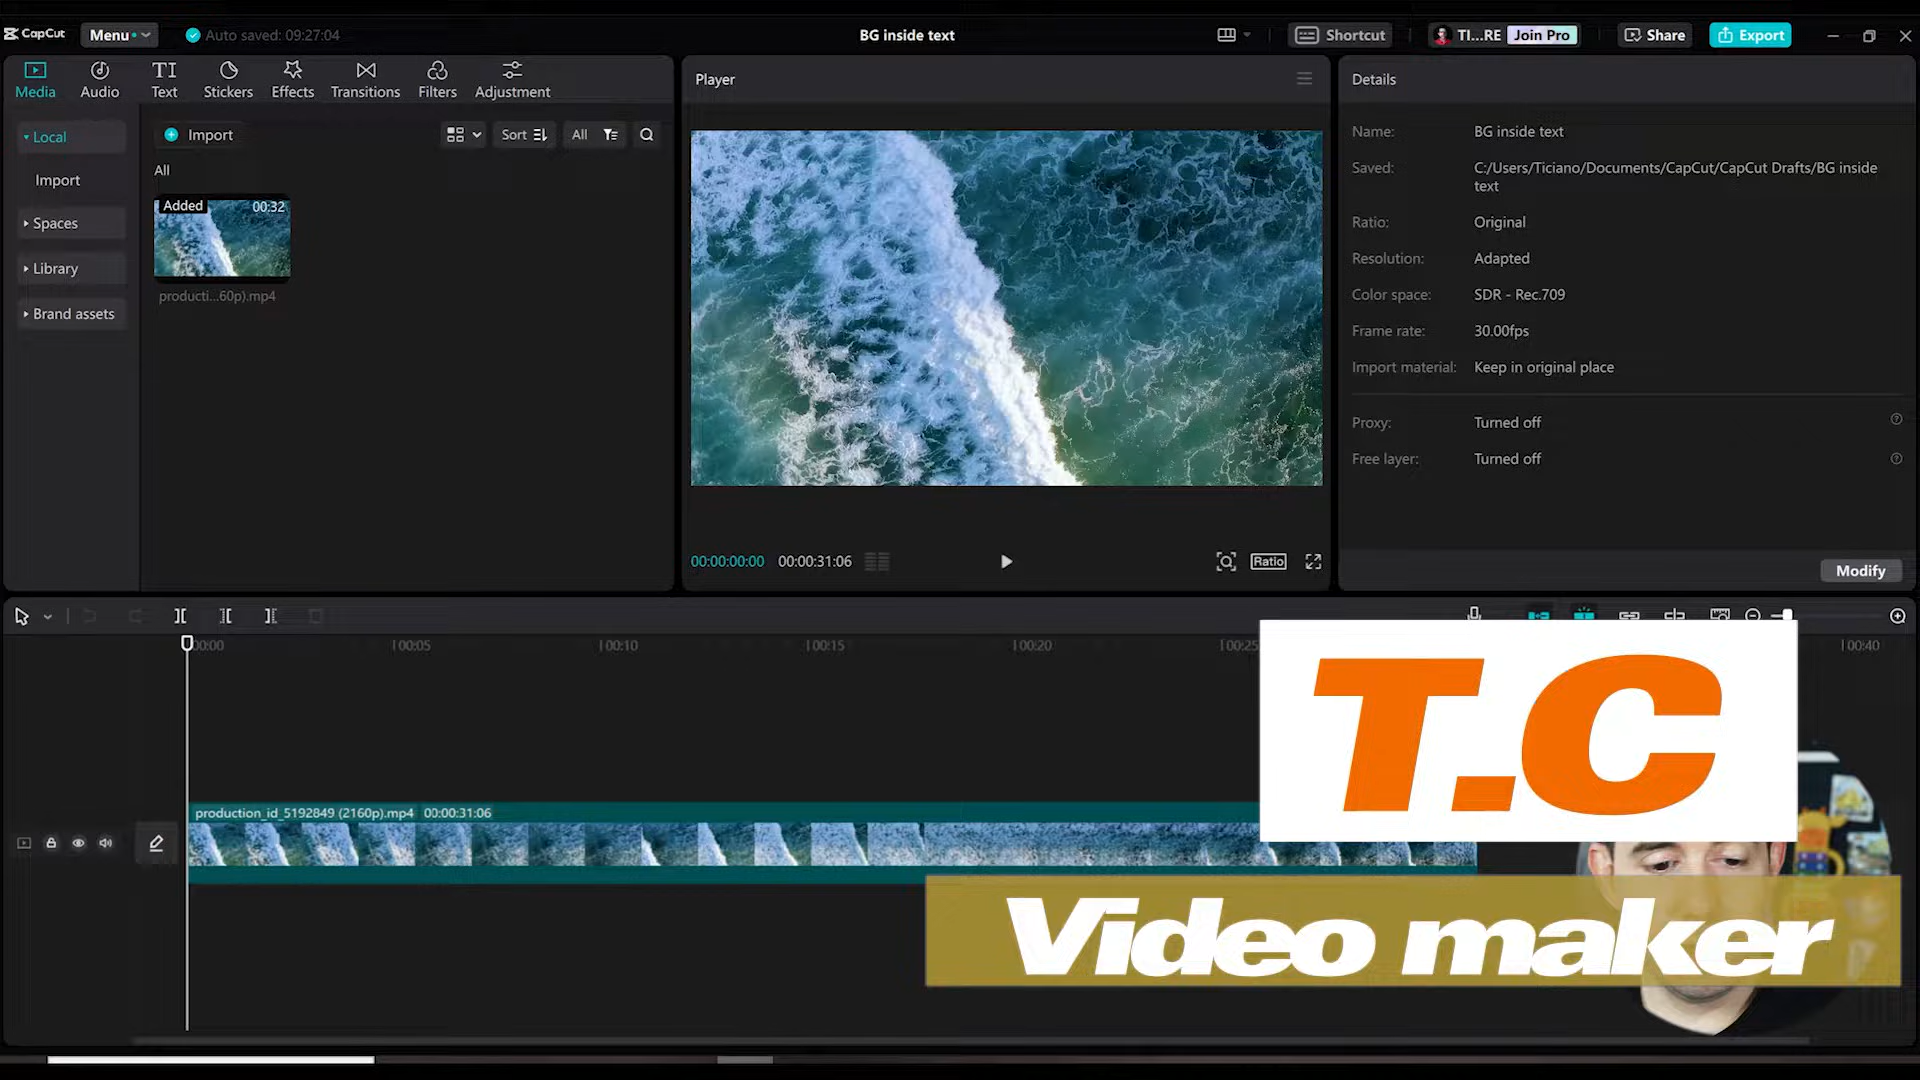 CapCut
Menu
Auto saved: 09:27:04
BG inside text
Shortcut
TI...RE
Join Pro
Share
Export
Media
Audio
Text
Stickers
Effects
Transitions
Filters
Adjustment
Local
Import
Spaces
Library
Brand assets
Import
Sort
All
All
Added
00:32
producti...60p).mp4
Player
00:00:00:00
00:00:31:06
Ratio
Details
Name:
BG inside text
Saved:
C:/Users/Ticiano/Documents/CapCut/CapCut Drafts/BG inside
text
Ratio:
Original
Resolution:
Adapted
Color space:
SDR - Rec.709
Frame rate:
30.00fps
Import material:
Keep in original place
Proxy:
Turned off
Free layer:
Turned off
Modify
00:00
00:05
00:10
00:15
00:20
00:25
00:40
production_id_5192849 (2160p).mp4 00:00:31:06
T.C
Video maker